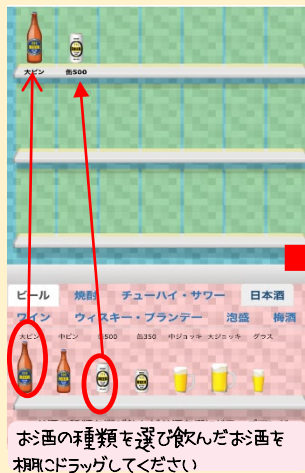 大ビン 缶500
ビール 焼酎 チューハイ・サワー 日本酒
ワイン ウィスキー・ブランデー 泡盛 梅酒
大ビン 中ビン 缶500 缶350 中ジョッキ 大ジョッキ グラス
お酒の種類を選び飲んだお酒を
棚にドラッグしてください